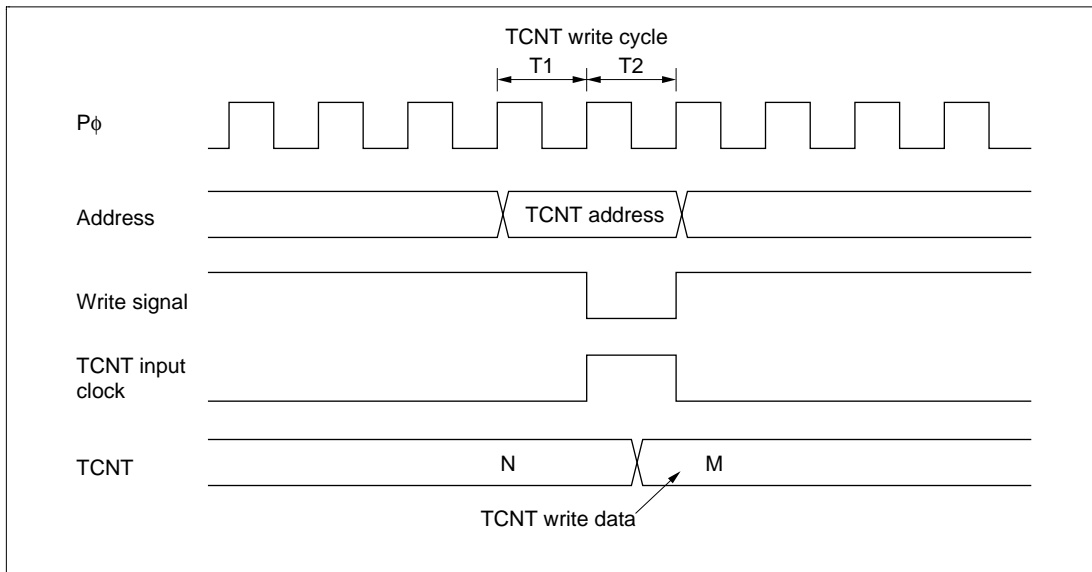 TCNT write cycle
T1 T2
Pϕ
Address
TCNT address
Write signal
TCNT input
clock
TCNT
N
M
TCNT write data